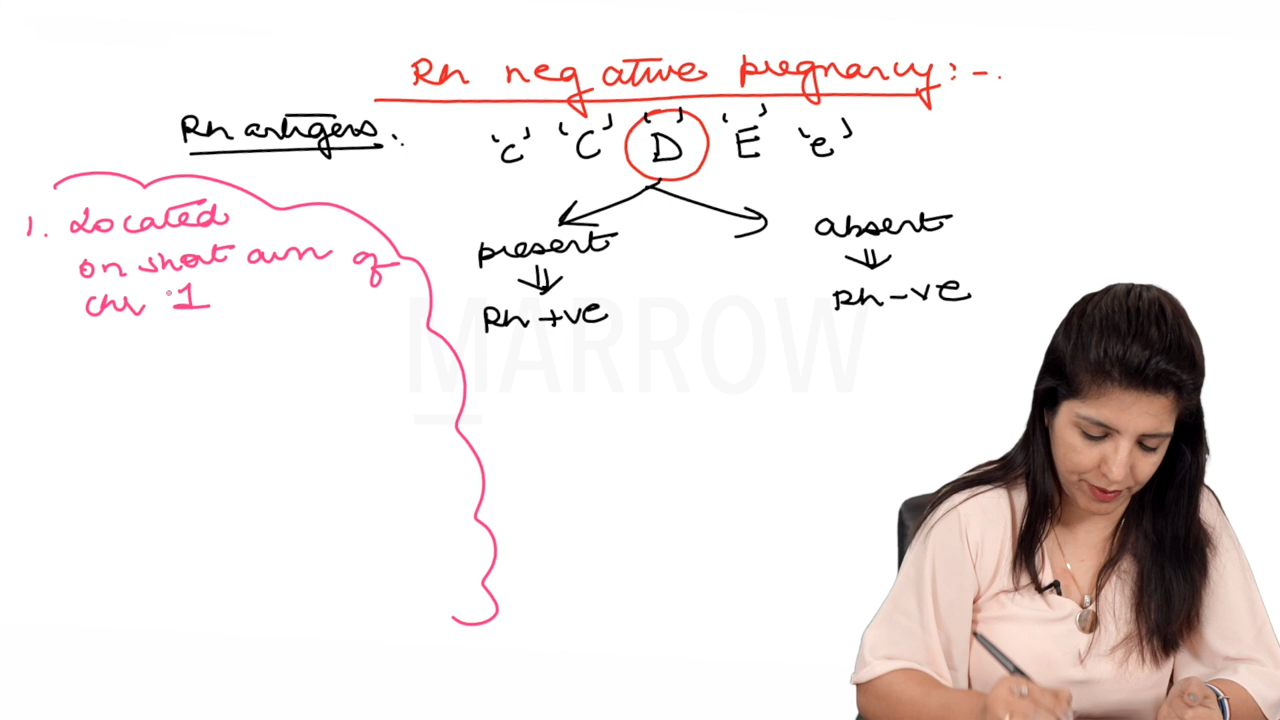 Rh negative pregnancy:-.
Rh antigens. 'c' 'C' 'D' 'E' 'e'
present absent
Rh +ve Rh -ve
1. Located
on short arm of
chr 1
MARROW